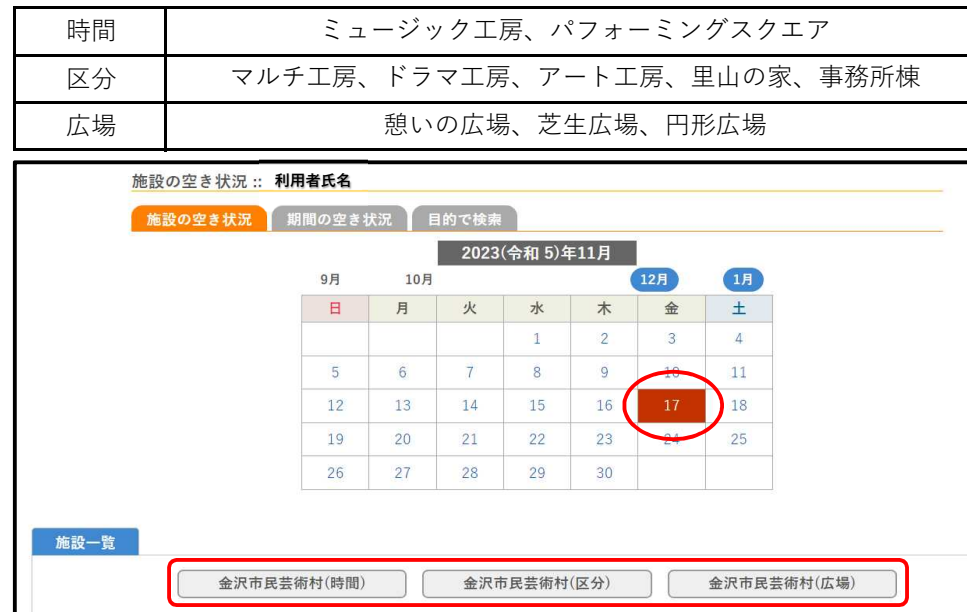 時間 ミュージック工房、パフォーミングスクエア
区分 マルチ工房、ドラマ工房、アート工房、里山の家、事務所棟
広場 憩いの広場、芝生広場、円形広場
施設の空き状況 :: 利用者氏名
施設の空き状況 期間の空き状況 目的で検索
2023(令和 5)年11月
9月 10月 12月 1月
日 月 火 水 木 金 土
1 2 3 4
5 6 7 8 9 10 11
12 13 14 15 16 17 18
19 20 21 22 23 24 25
26 27 28 29 30
施設一覧
金沢市民芸術村(時間) 金沢市民芸術村(区分) 金沢市民芸術村(広場)